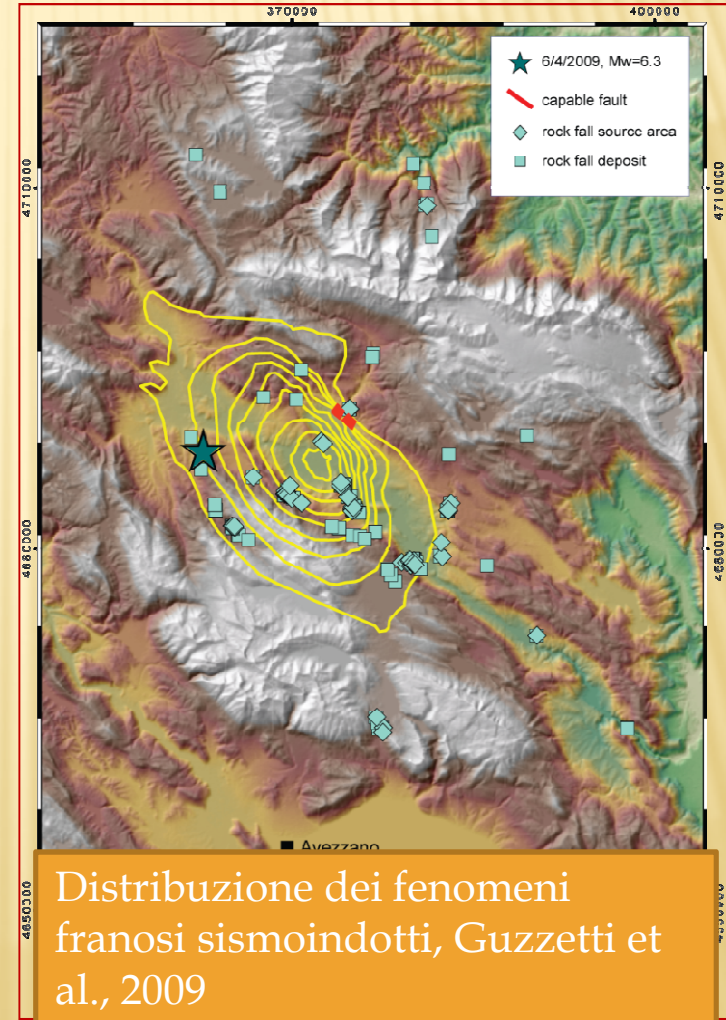 370000 400000
6/4/2009, Mw=6.3
capable fault
rock fall source area
rock fall deposit
4710000 4710000
4680000 4680000
Avezzano
4650000
Distribuzione dei fenomeni
franosi sismoindotti, Guzzetti et
al., 2009